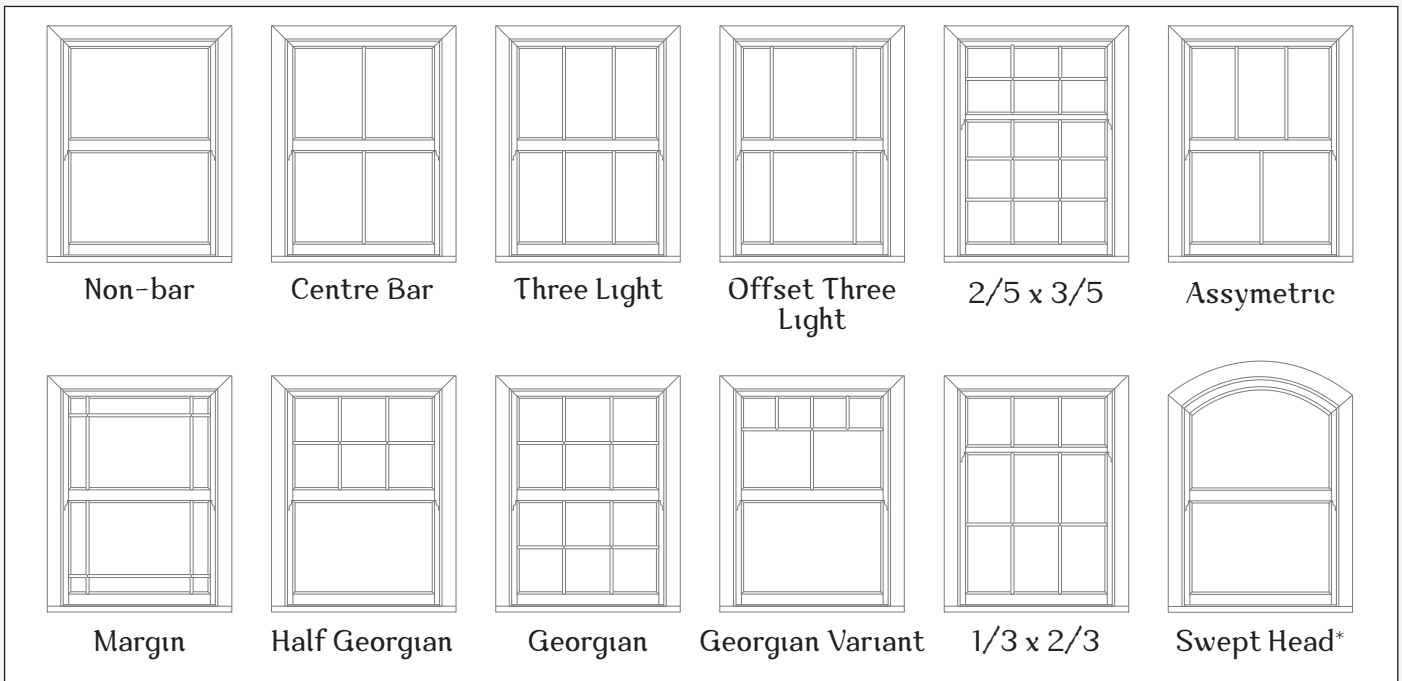 Non-bar
Centre Bar
Three Light
Offset Three
Light
2/5 x 3/5
Assymetric
Margin
Half Georgian
Georgian
Georgian Variant
1/3 x 2/3
Swept Head*